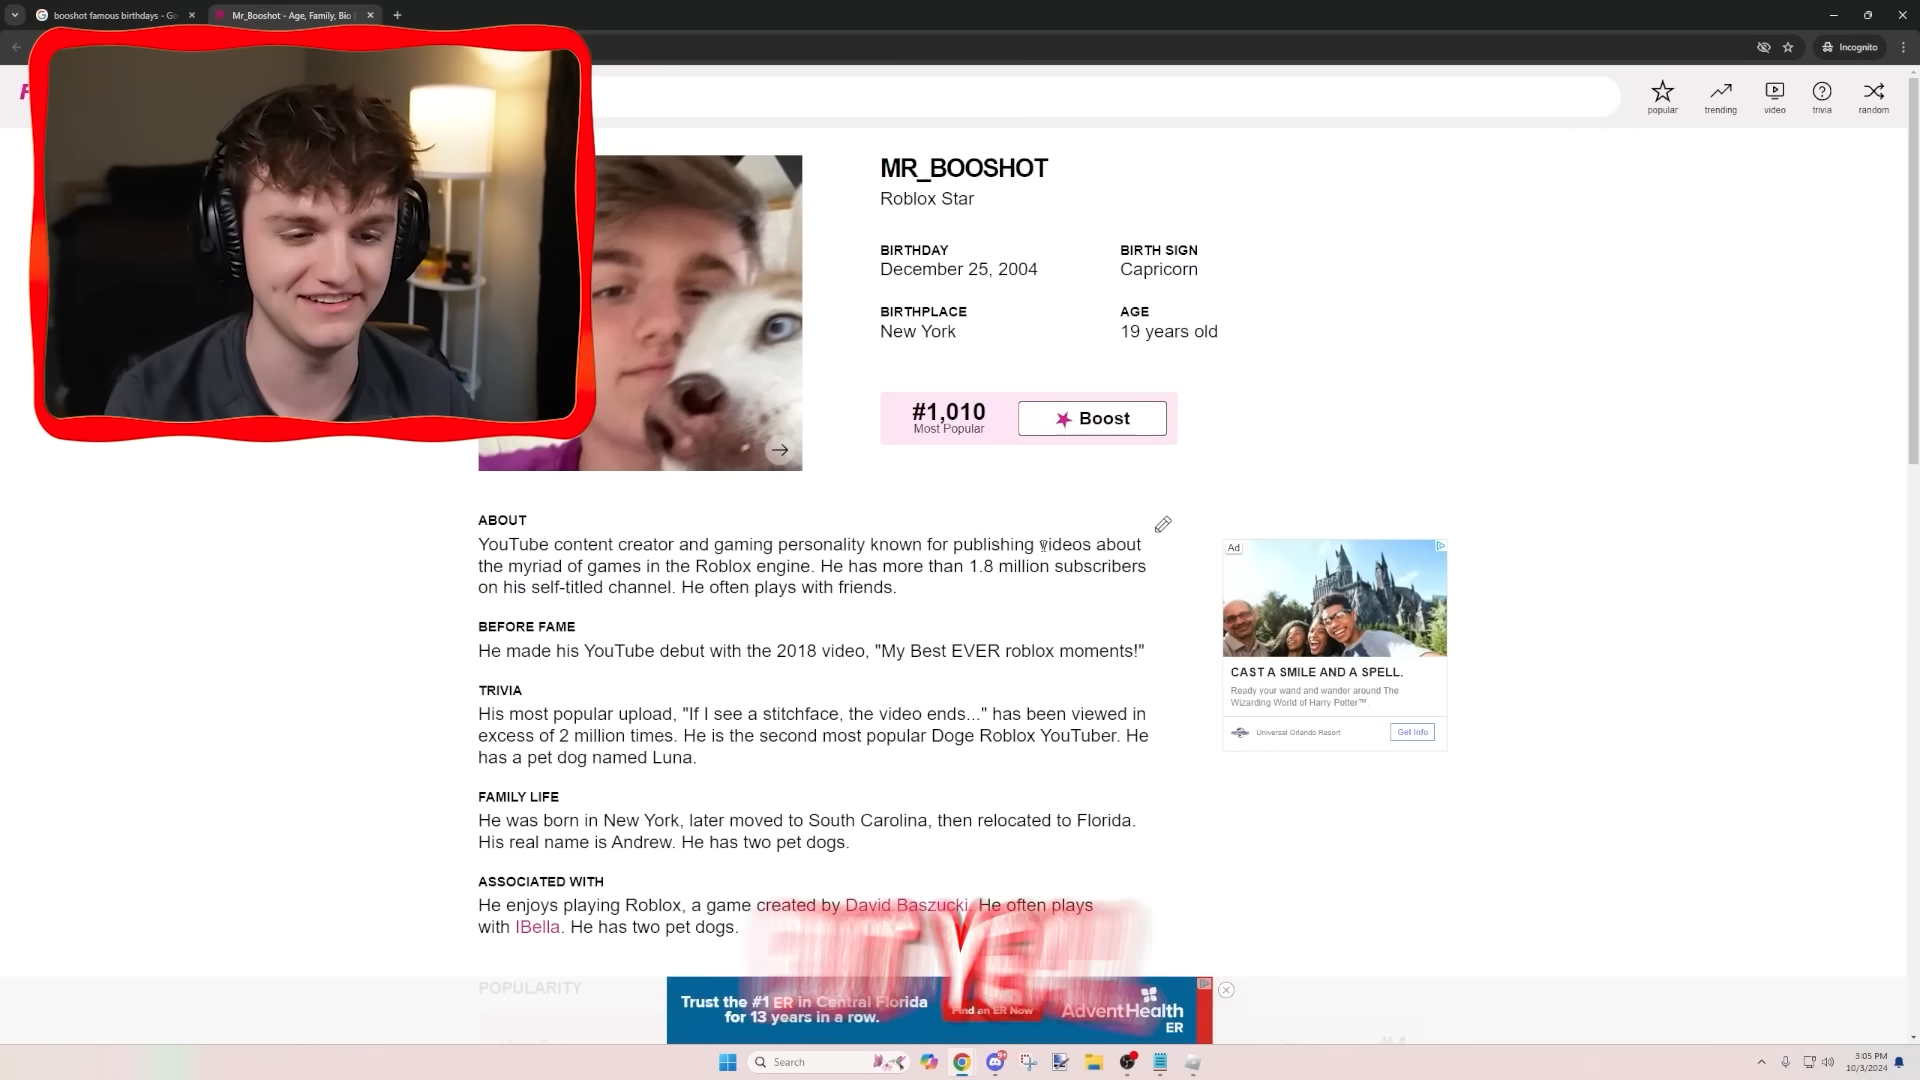 booshot famous birthdays - Go
Mr_Booshot - Age, Family, Bio |
Incognito
F
popular
trending
video
trivia
random
MR_BOOSHOT
Roblox Star
BIRTHDAY
December 25, 2004
BIRTH SIGN
Capricorn
BIRTHPLACE
New York
AGE
19 years old
#1,010
Most Popular
Boost
ABOUT
YouTube content creator and gaming personality known for publishing videos about
the myriad of games in the Roblox engine. He has more than 1.8 million subscribers
on his self-titled channel. He often plays with friends.
BEFORE FAME
He made his YouTube debut with the 2018 video, "My Best EVER roblox moments!"
TRIVIA
His most popular upload, "If I see a stitchface, the video ends..." has been viewed in
excess of 2 million times. He is the second most popular Doge Roblox YouTuber. He
has a pet dog named Luna.
FAMILY LIFE
He was born in New York, later moved to South Carolina, then relocated to Florida.
His real name is Andrew. He has two pet dogs.
ASSOCIATED WITH
He enjoys playing Roblox, a game created by David Baszucki. He often plays
with IBella. He has two pet dogs.
Ad
CAST A SMILE AND A SPELL.
Ready your wand and wander around The
Wizarding World of Harry Potter™.
Universal Orlando Resort
Get Info
POPULARITY
Trust the #1 ER in Central Florida
for 13 years in a row.
Find an ER Now
AdventHealth
ER
Search
3:05 PM
10/3/2024